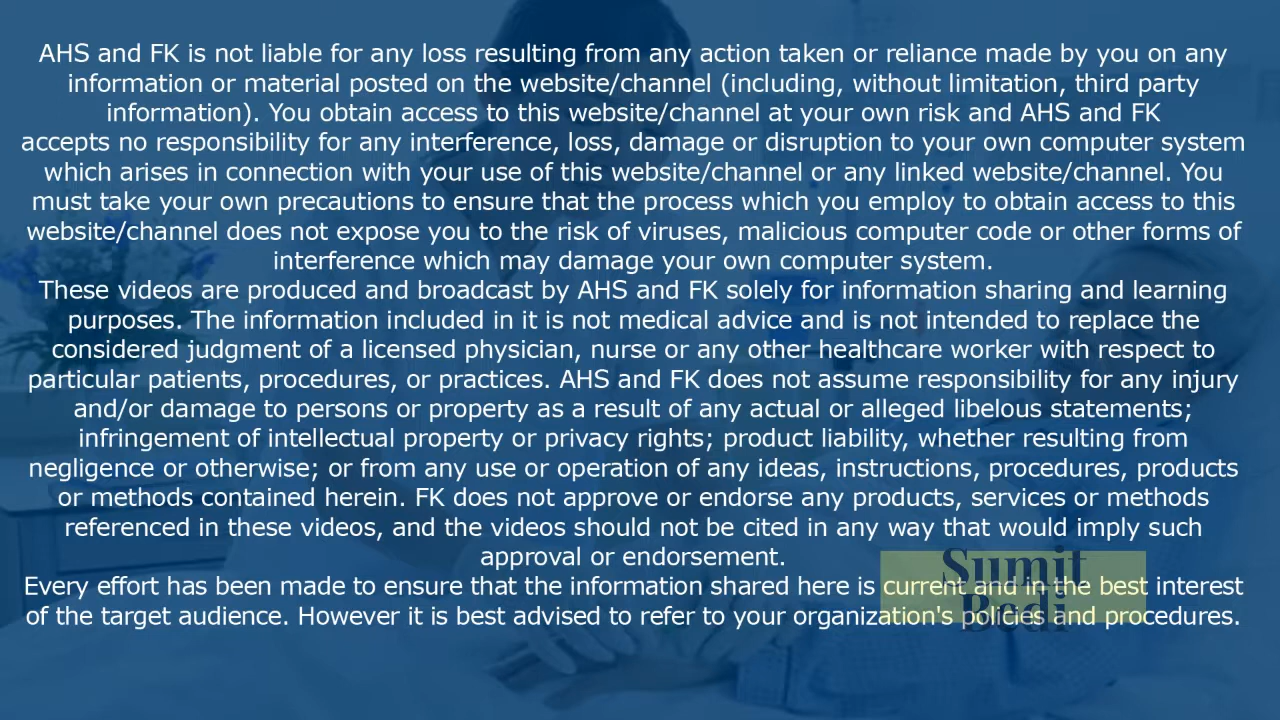 AHS and FK is not liable for any loss resulting from any action taken or reliance made by you on any
information or material posted on the website/channel (including, without limitation, third party
information). You obtain access to this website/channel at your own risk and AHS and FK
accepts no responsibility for any interference, loss, damage or disruption to your own computer system
which arises in connection with your use of this website/channel or any linked website/channel. You
must take your own precautions to ensure that the process which you employ to obtain access to this
website/channel does not expose you to the risk of viruses, malicious computer code or other forms of
interference which may damage your own computer system.
These videos are produced and broadcast by AHS and FK solely for information sharing and learning
purposes. The information included in it is not medical advice and is not intended to replace the
considered judgment of a licensed physician, nurse or any other healthcare worker with respect to
particular patients, procedures, or practices. AHS and FK does not assume responsibility for any injury
and/or damage to persons or property as a result of any actual or alleged libelous statements;
infringement of intellectual property or privacy rights; product liability, whether resulting from
negligence or otherwise; or from any use or operation of any ideas, instructions, procedures, products
or methods contained herein. FK does not approve or endorse any products, services or methods
referenced in these videos, and the videos should not be cited in any way that would imply such
approval or endorsement.
Every effort has been made to ensure that the information shared here is current and in the best interest
of the target audience. However it is best advised to refer to your organization's policies and procedures.
Sumit
Bedi